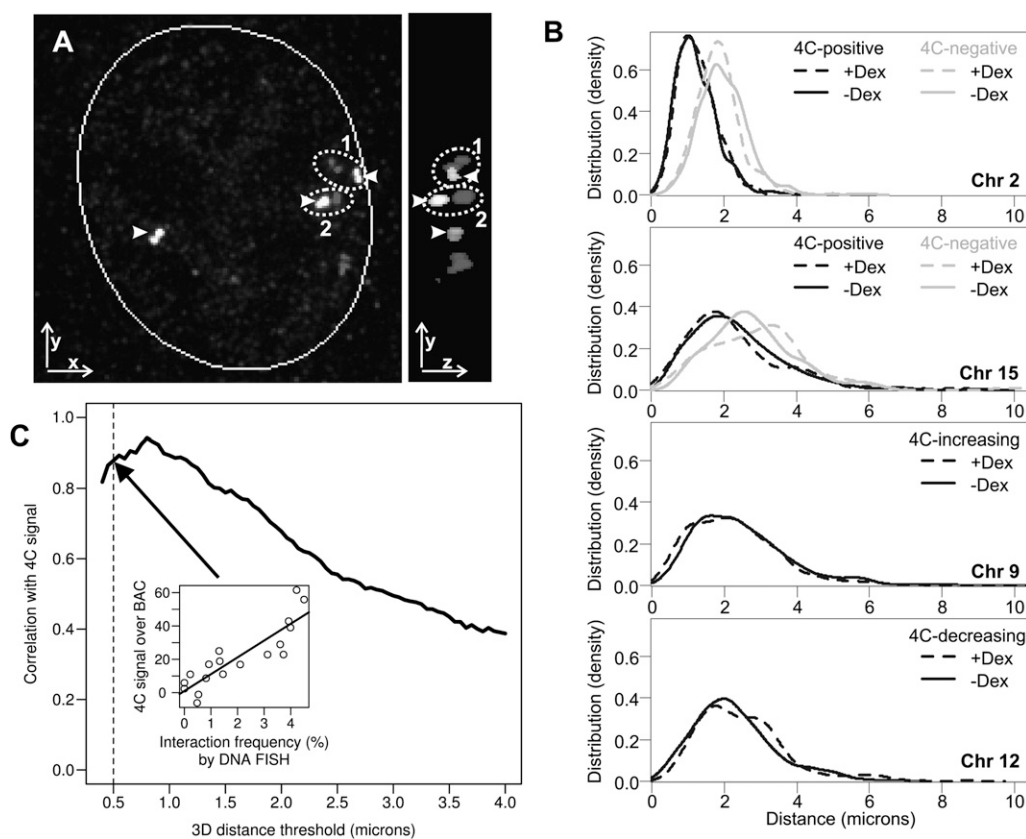 A
1
2
y
x
1
2
y
z
B
Distribution (density)
0.6
0.4
0.2
0.0
4C-positive
+Dex
-Dex
4C-negative
+Dex
-Dex
Chr 2
0 2 4 6 8 10
Distribution (density)
0.6
0.4
0.2
0.0
4C-positive
+Dex
-Dex
4C-negative
+Dex
-Dex
Chr 15
0 2 4 6 8 10
Distribution (density)
0.6
0.4
0.2
0.0
4C-increasing
+Dex
-Dex
Chr 9
0 2 4 6 8 10
Distribution (density)
0.6
0.4
0.2
0.0
4C-decreasing
+Dex
-Dex
Chr 12
0 2 4 6 8 10
Distance (microns)
C
Correlation with 4C signal
1.0
0.8
0.6
0.4
0.2
0.0
4C signal over BAC
60
40
20
0
0 1 2 3 4
Interaction frequency (%)
by DNA FISH
0.5 1.0 1.5 2.0 2.5 3.0 3.5 4.0
3D distance threshold (microns)